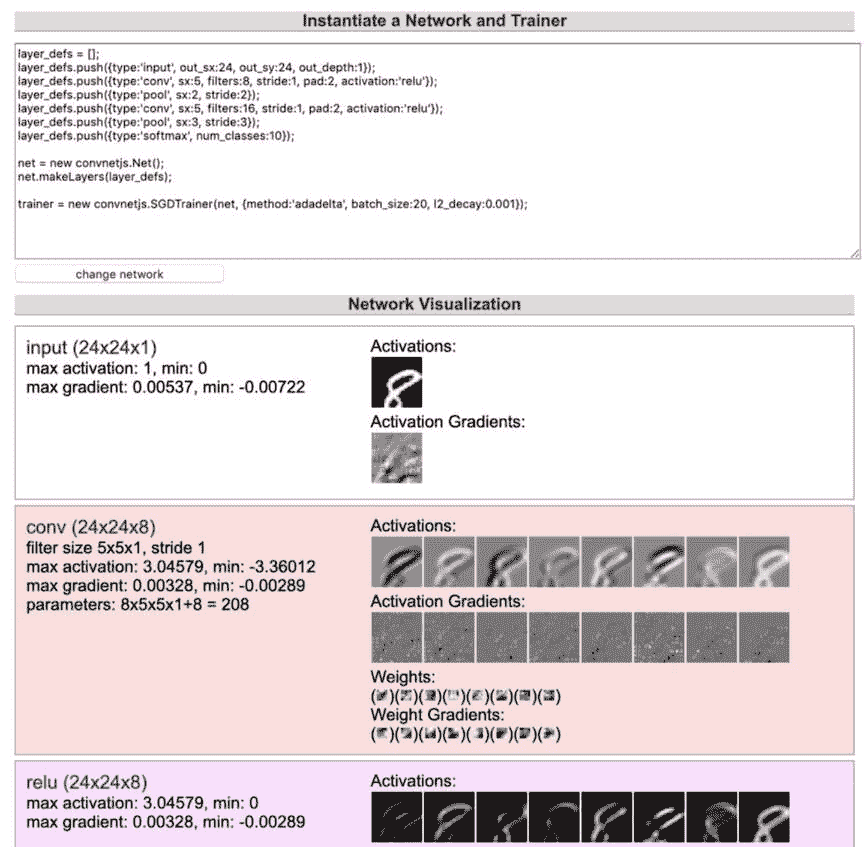 Instantiate a Network and Trainer
layer_defs = [];
layer_defs.push({type:'input', out_sx:24, out_sy:24, out_depth:1});
layer_defs.push({type:'conv', sx:5, filters:8, stride:1, pad:2, activation:'relu'});
layer_defs.push({type:'pool', sx:2, stride:2});
layer_defs.push({type:'conv', sx:5, filters:16, stride:1, pad:2, activation:'relu'});
layer_defs.push({type:'pool', sx:3, stride:3});
layer_defs.push({type:'softmax', num_classes:10});
net = new convnetjs.Net();
net.makeLayers(layer_defs);
trainer = new convnetjs.SGDTrainer(net, {method:'adadelta', batch_size:20, l2_decay:0.001});
change network
Network Visualization
input (24x24x1)
max activation: 1, min: 0
max gradient: 0.00537, min: -0.00722
Activations:
Activation Gradients:
conv (24x24x8)
filter size 5x5x1, stride 1
max activation: 3.04579, min: -3.36012
max gradient: 0.00328, min: -0.00289
parameters: 8x5x5x1+8 = 208
Activations:
Activation Gradients:
Weights:
()()()()()()()()
Weight Gradients:
()()()()()()()()
relu (24x24x8)
max activation: 3.04579, min: 0
max gradient: 0.00328, min: -0.00289
Activations: